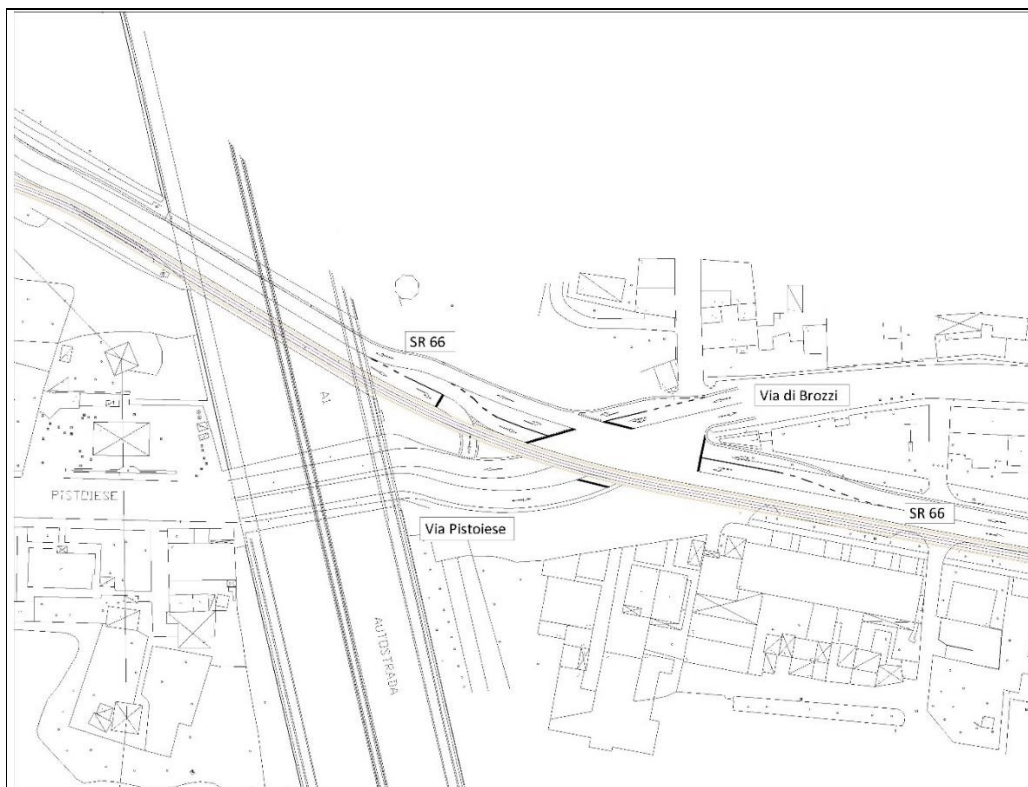 SR 66
A1
Via di Brozzi
PISTOIESE
SR 66
Via Pistoiese
AUTOSTRADA